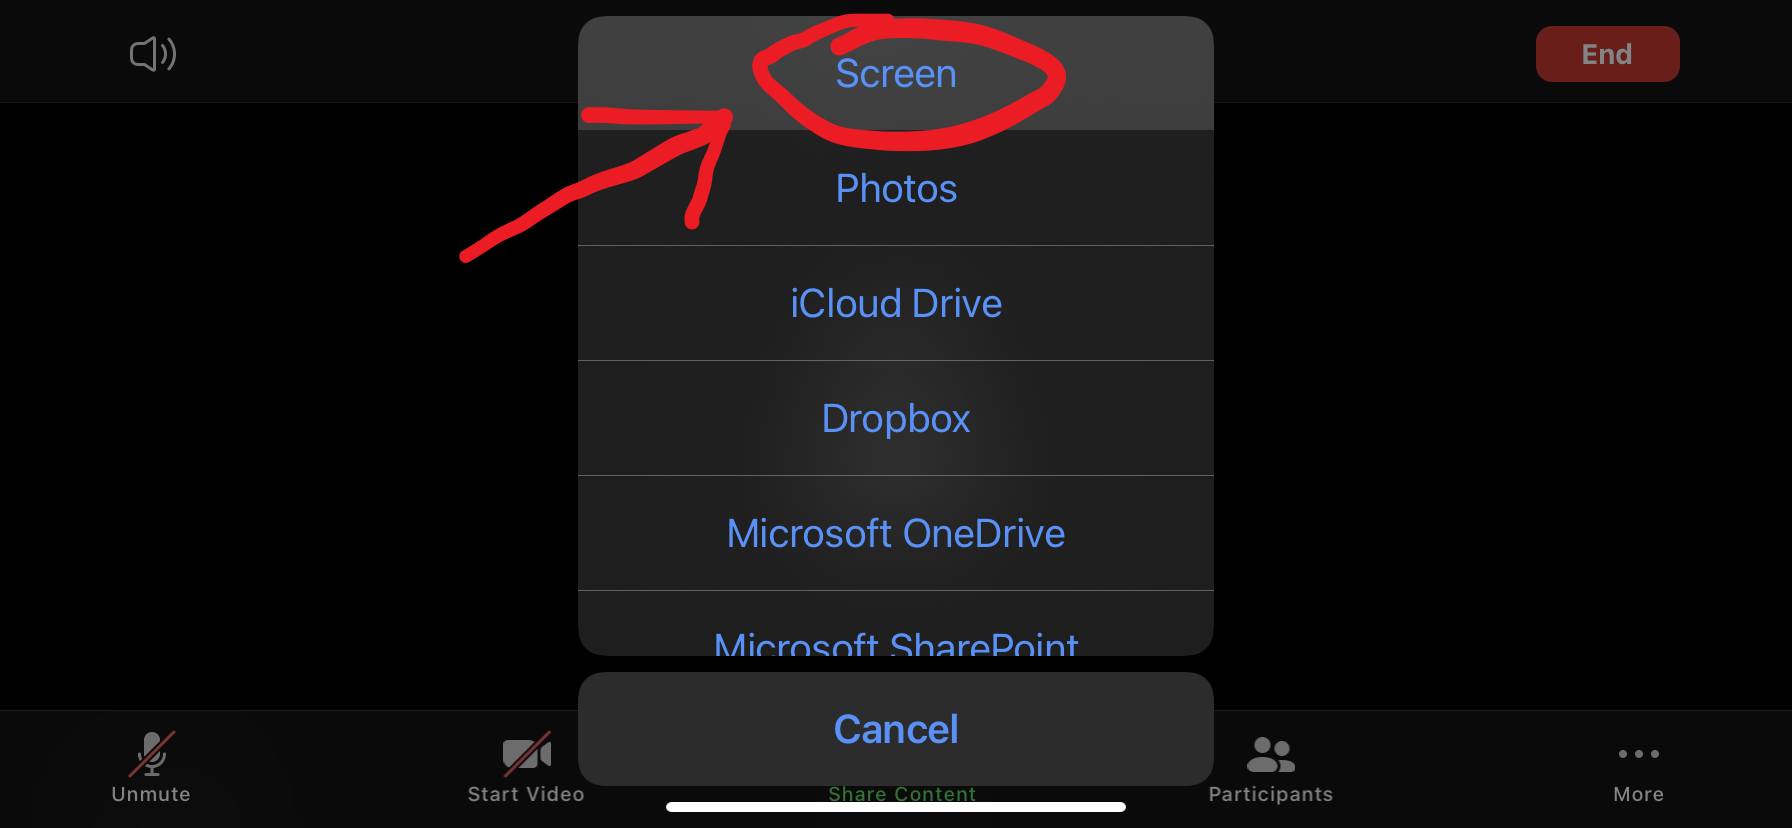 End
Screen
Photos
iCloud Drive
Dropbox
Microsoft OneDrive
Microsoft SharePoint
Cancel
Unmute
Start Video
Share Content
Participants
More